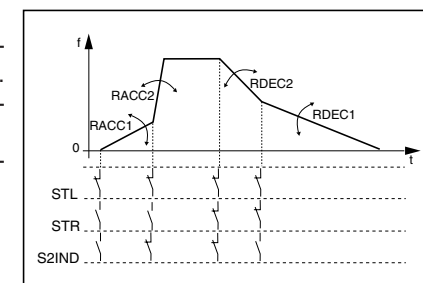 f
RACC2
RDEC2
RACC1
RDEC1
0
t
STL
STR
S2IND